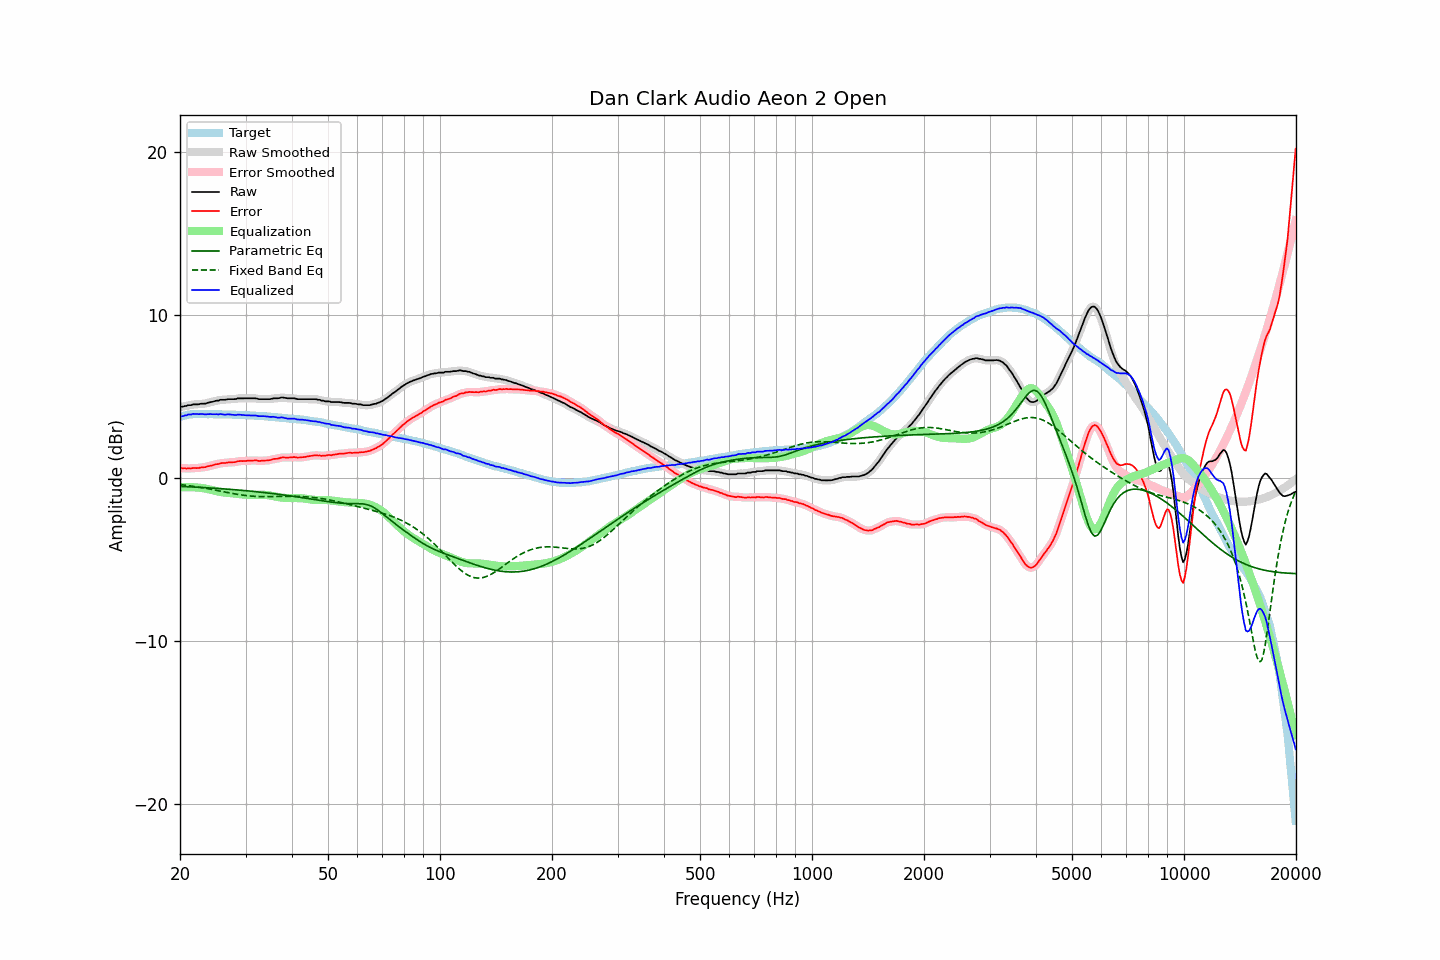 Dan Clark Audio Aeon 2 Open
Target
Raw Smoothed
Error Smoothed
Raw
Error
Equalization
Parametric Eq
Fixed Band Eq
Equalized
20
10
0
−10
−20
Amplitude (dBr)
20
50
100
200
500
1000
2000
5000
10000
20000
Frequency (Hz)